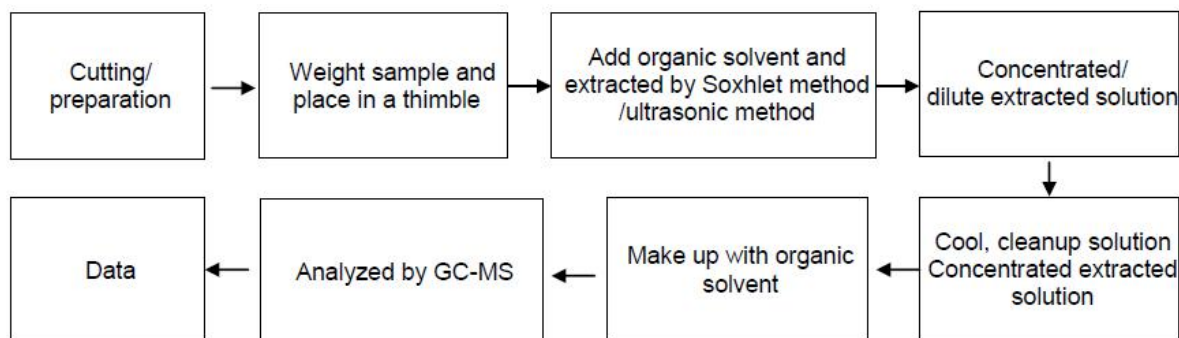 Cutting/
preparation
Weight sample and
place in a thimble
Add organic solvent and
extracted by Soxhlet method
/ultrasonic method
Concentrated/
dilute extracted solution
Cool, cleanup solution
Concentrated extracted
solution
Make up with organic
solvent
Analyzed by GC-MS
Data